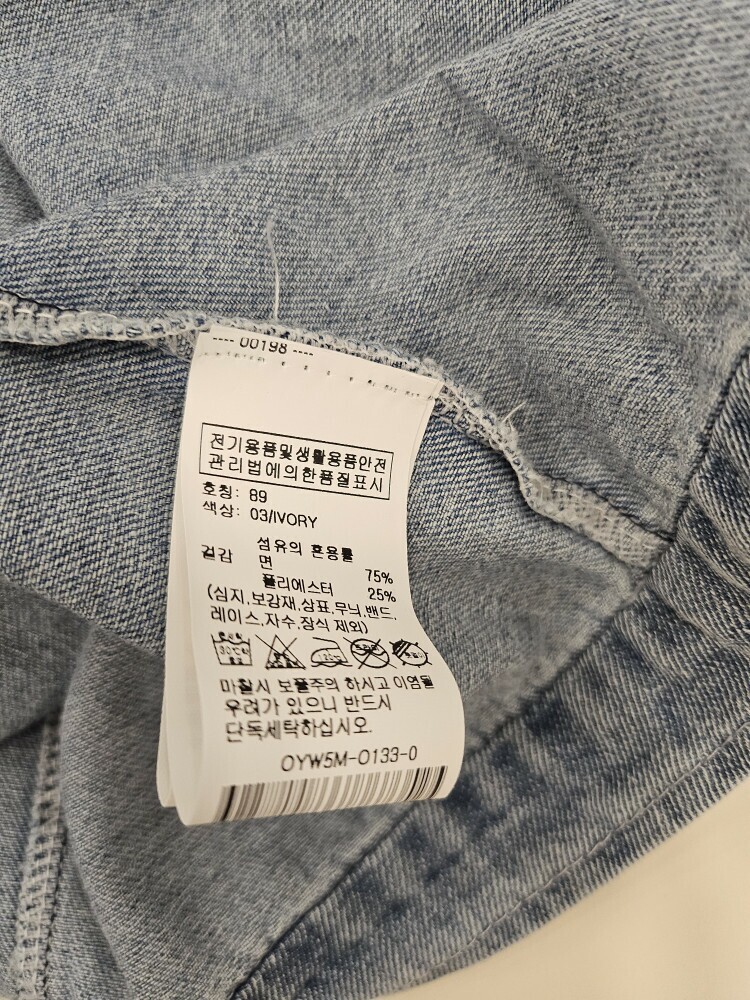 ---- 00198 ----
전기용품및생활용품안전
관리법에의한품질표시
호칭: 89
색상: 03/IVORY
섬유의 혼용률
겉감 면 75%
폴리에스터 25%
(심지,보강재,상표,무늬,밴드,
레이스,자수,장식 제외)
30℃
마찰시 보풀주의 하시고 이염될
우려가 있으니 반드시
단독세탁하십시오.
OYW5M-0133-0